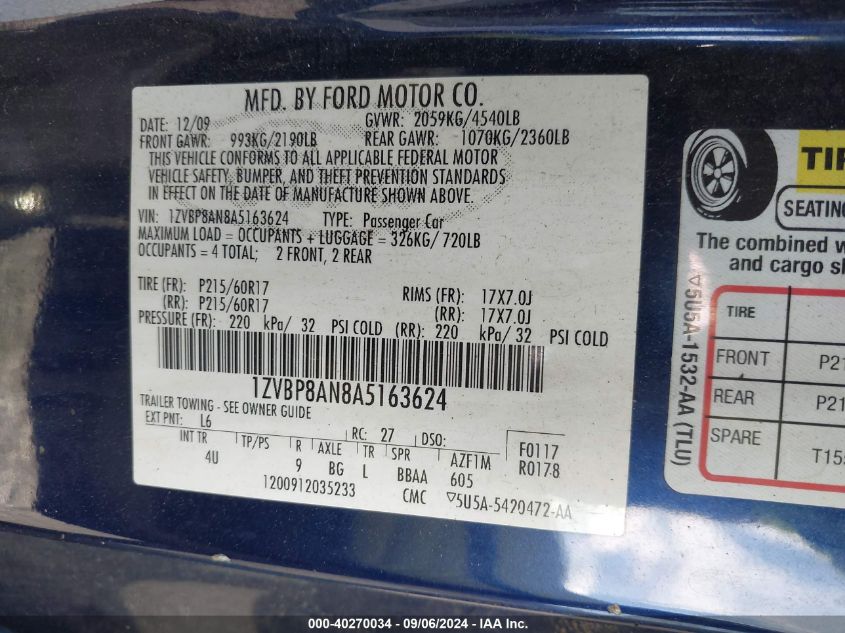 MFD. BY FORD MOTOR CO.
DATE: 12/09 GVWR: 2059KG/4540LB
FRONT GAWR: 993KG/2190LB REAR GAWR: 1070KG/2360LB
THIS VEHICLE CONFORMS TO ALL APPLICABLE FEDERAL MOTOR
VEHICLE SAFETY, BUMPER, AND THEFT PREVENTION STANDARDS
IN EFFECT ON THE DATE OF MANUFACTURE SHOWN ABOVE.
VIN: 1ZVBP8AN8A5163624 TYPE: Passenger Car
MAXIMUM LOAD = OCCUPANTS + LUGGAGE = 326KG/720LB
OCCUPANTS = 4 TOTAL; 2 FRONT, 2 REAR
TIRE (FR): P215/60R17 RIMS (FR): 17X7.0J
(RR): P215/60R17 (RR): 17X7.0J
PRESSURE (FR): 220 kPa/ 32 PSI COLD (RR): 220 kPa/ 32 PSI COLD
1ZVBP8AN8A5163624
TRAILER TOWING - SEE OWNER GUIDE
EXT PNT: L6 RC: 27 DSO: F0117
INT TR TP/PS R AXLE TR SPR AZF1M R0178
4U 9 BG L BBAA 605
1200912035233 CMC ▽5U5A-5420472-AA
TIR
SEATING
The combined w
and cargo sh
▽5U5A-1532-AA (TLU)
TIRE
FRONT P21
REAR P21
SPARE T155
000-40270034 - 09/06/2024 - IAA Inc.